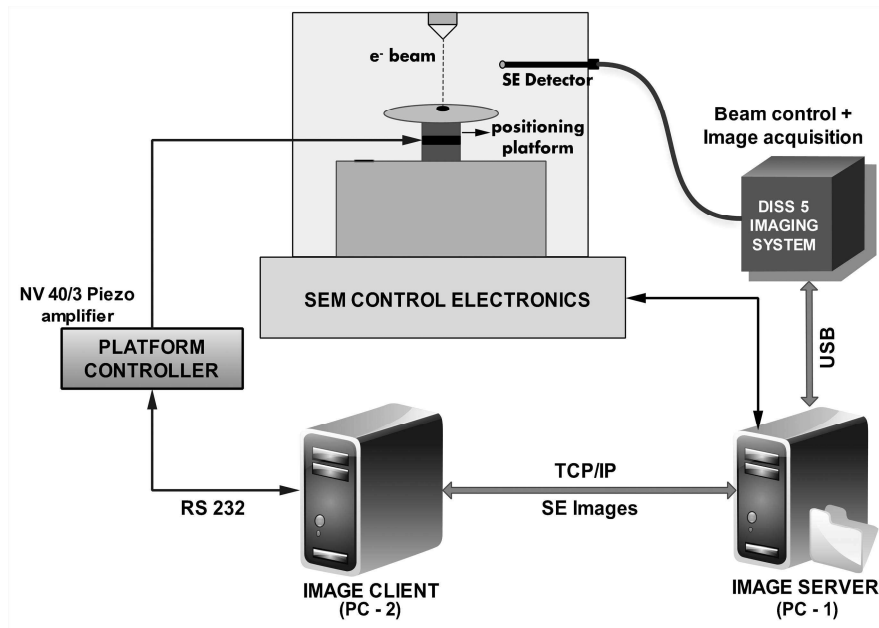 e- beam
SE Detector
positioning
platform
Beam control +
Image acquisition
DISS 5
IMAGING
SYSTEM
SEM CONTROL ELECTRONICS
NV 40/3 Piezo
amplifier
PLATFORM
CONTROLLER
USB
RS 232
TCP/IP
SE Images
IMAGE CLIENT
(PC - 2)
IMAGE SERVER
(PC - 1)